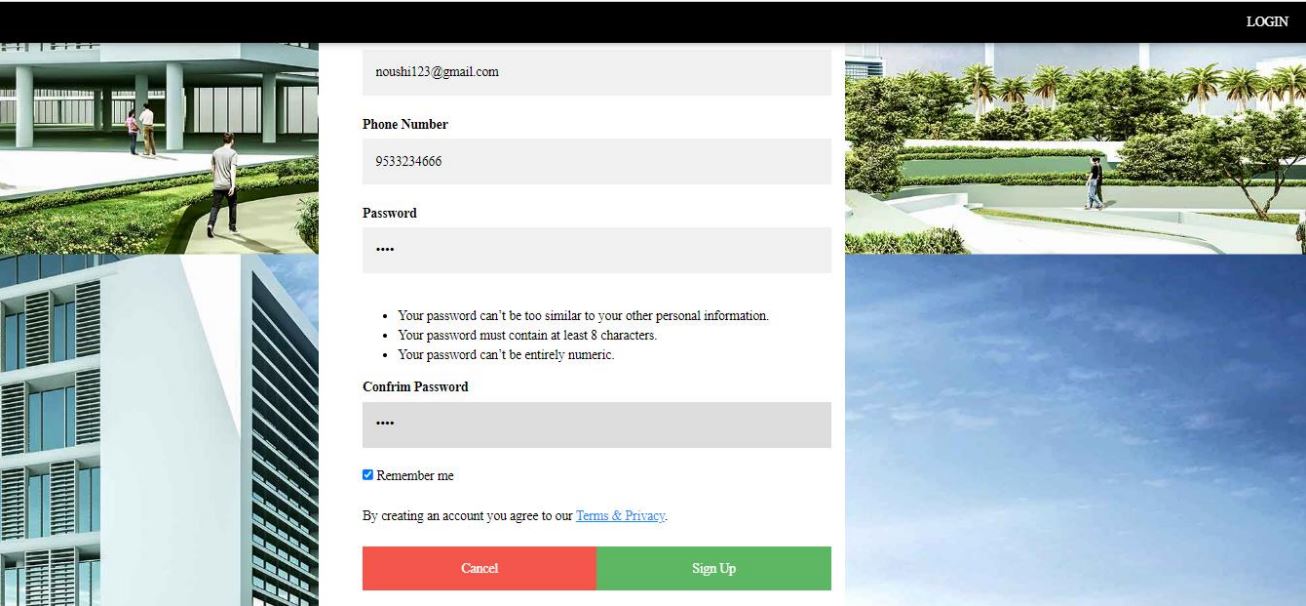 LOGIN
noushi123@gmail.com
Phone Number
9533234666
Password
••••
• Your password can't be too similar to your other personal information.
• Your password must contain at least 8 characters.
• Your password can't be entirely numeric.
Confrim Password
••••
Remember me
By creating an account you agree to our Terms & Privacy.
Cancel
Sign Up